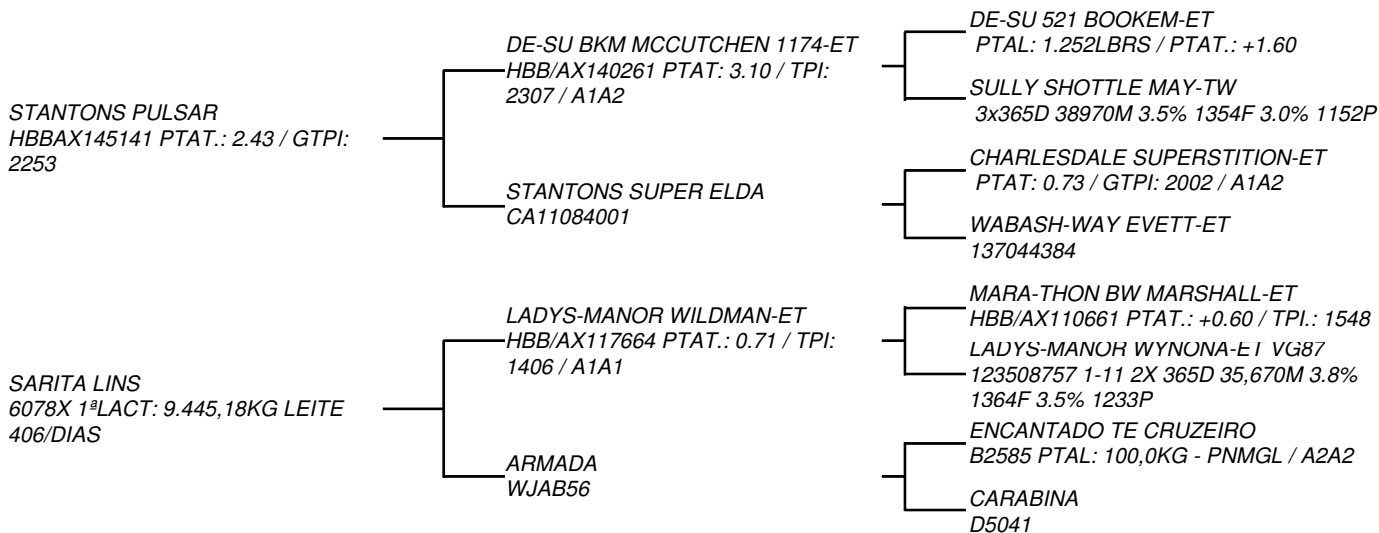 STANTONS PULSAR
HBBAX145141 PTAT.: 2.43 / GTPI:
2253
SARITA LINS
6078X 1ªLACT: 9.445,18KG LEITE
406/DIAS
DE-SU BKM MCCUTCHEN 1174-ET
HBB/AX140261 PTAT: 3.10 / TPI:
2307 / A1A2
STANTONS SUPER ELDA
CA11084001
LADYS-MANOR WILDMAN-ET
HBB/AX117664 PTAT.: 0.71 / TPI:
1406 / A1A1
ARMADA
WJAB56
DE-SU 521 BOOKEM-ET
PTAL: 1.252LBRS / PTAT.: +1.60
SULLY SHOTTLE MAY-TW
3x365D 38970M 3.5% 1354F 3.0% 1152P
CHARLESDALE SUPERSTITION-ET
PTAT: 0.73 / GTPI: 2002 / A1A2
WABASH-WAY EVETT-ET
137044384
MARA-THON BW MARSHALL-ET
HBB/AX110661 PTAT.: +0.60 / TPI.: 1548
LADYS-MANOR WYNONA-ET VG87
123508757 1-11 2X 365D 35,670M 3.8%
1364F 3.5% 1233P
ENCANTADO TE CRUZEIRO
B2585 PTAL: 100,0KG - PNMGL / A2A2
CARABINA
D5041